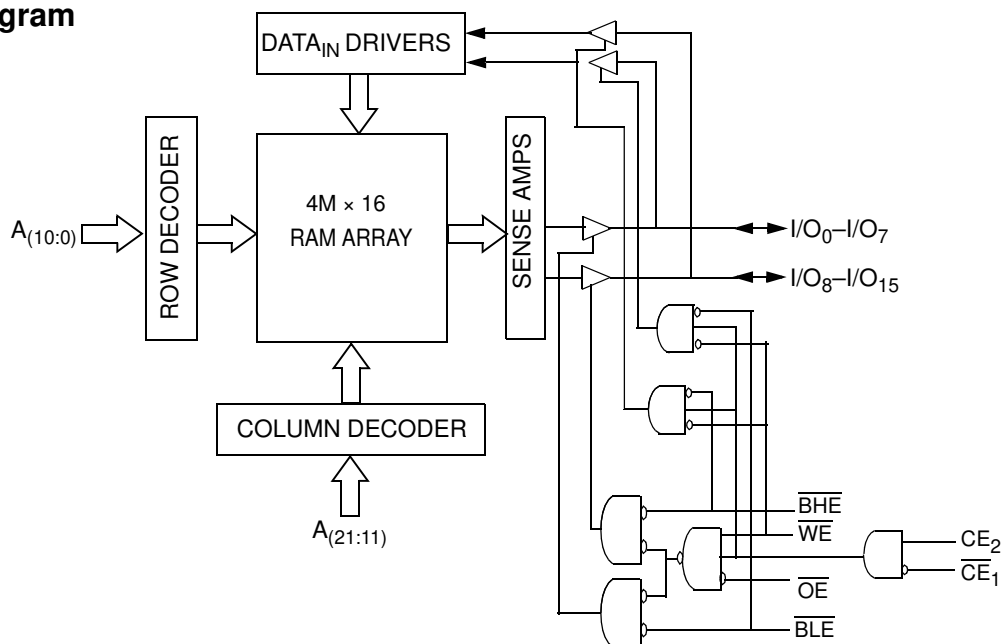 gram
DATAIN DRIVERS
ROW DECODER
A(10:0)
4M × 16
RAM ARRAY
SENSE AMPS
I/O0–I/O7
I/O8–I/O15
COLUMN DECODER
A(21:11)
BHE
WE
CE2
CE1
OE
BLE